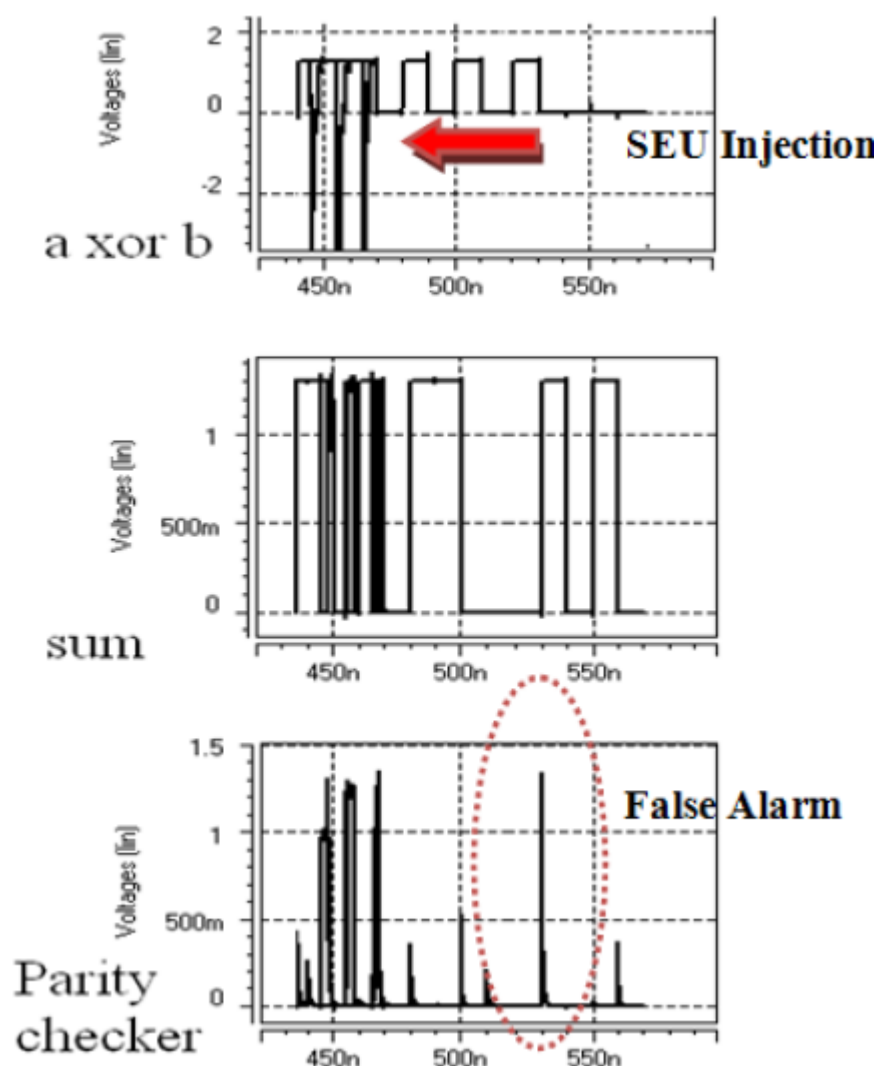 Voltages (lin)
2
0
-2
SEU Injection
a xor b
450n
500n
550n
Voltages (lin)
1
500m
0
sum
450n
500n
550n
Voltages (lin)
1.5
1
500m
0
False Alarm
Parity
checker
450n
500n
550n